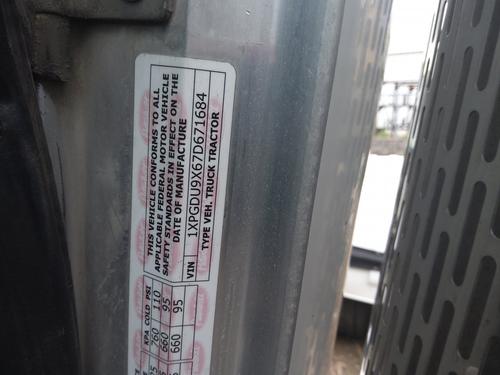 THIS VEHICLE CONFORMS TO ALL
APPLICABLE FEDERAL MOTOR VEHICLE
SAFETY STANDARDS IN EFFECT ON THE
DATE OF MANUFACTURE
VIN 1XPGDU9X67D671684
TYPE VEH. TRUCK TRACTOR
KPA COLD PSI
760 110
660 95
660 95